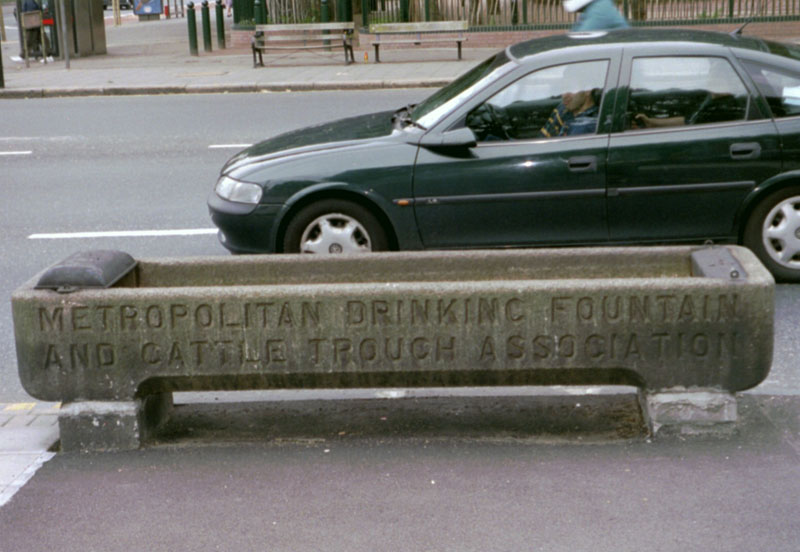 METROPOLITAN DRINKING FOUNTAIN
AND CATTLE TROUGH ASSOCIATION